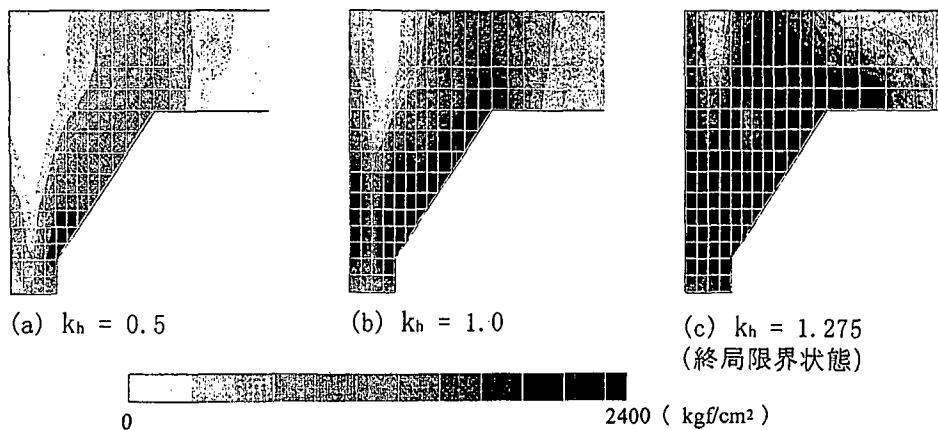 (a) kh = 0.5
(b) kh = 1.0
(c) kh = 1.275
(終局限界状態)
0
2400 ( kgf/cm² )